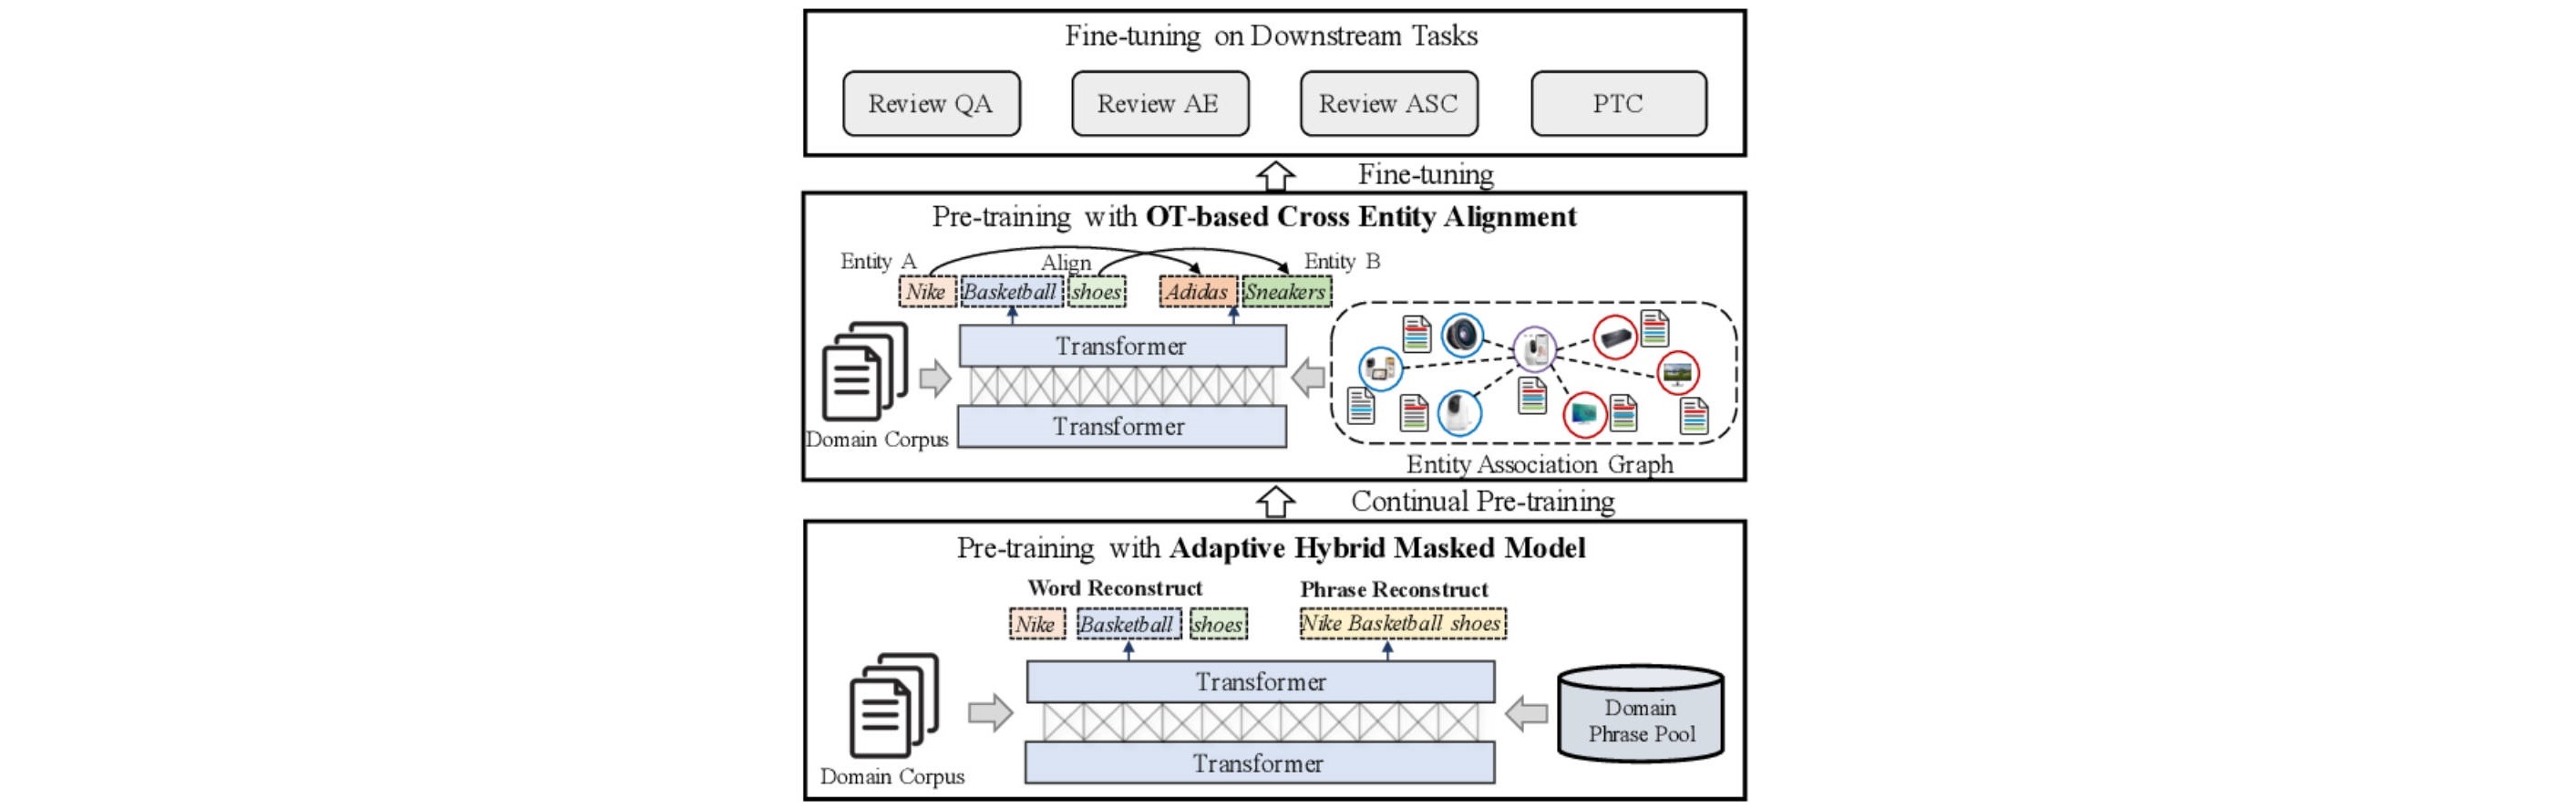 Fine-tuning on Downstream Tasks
Review QA
Review AE
Review ASC
PTC
Fine-tuning
Pre-training with OT-based Cross Entity Alignment
Entity A
Align
Entity B
Nike Basketball shoes
Adidas Sneakers
Transformer
Transformer
Domain Corpus
Entity Association Graph
Continual Pre-training
Pre-training with Adaptive Hybrid Masked Model
Word Reconstruct
Phrase Reconstruct
Nike Basketball shoes
Nike Basketball shoes
Transformer
Transformer
Domain Corpus
Domain
Phrase Pool